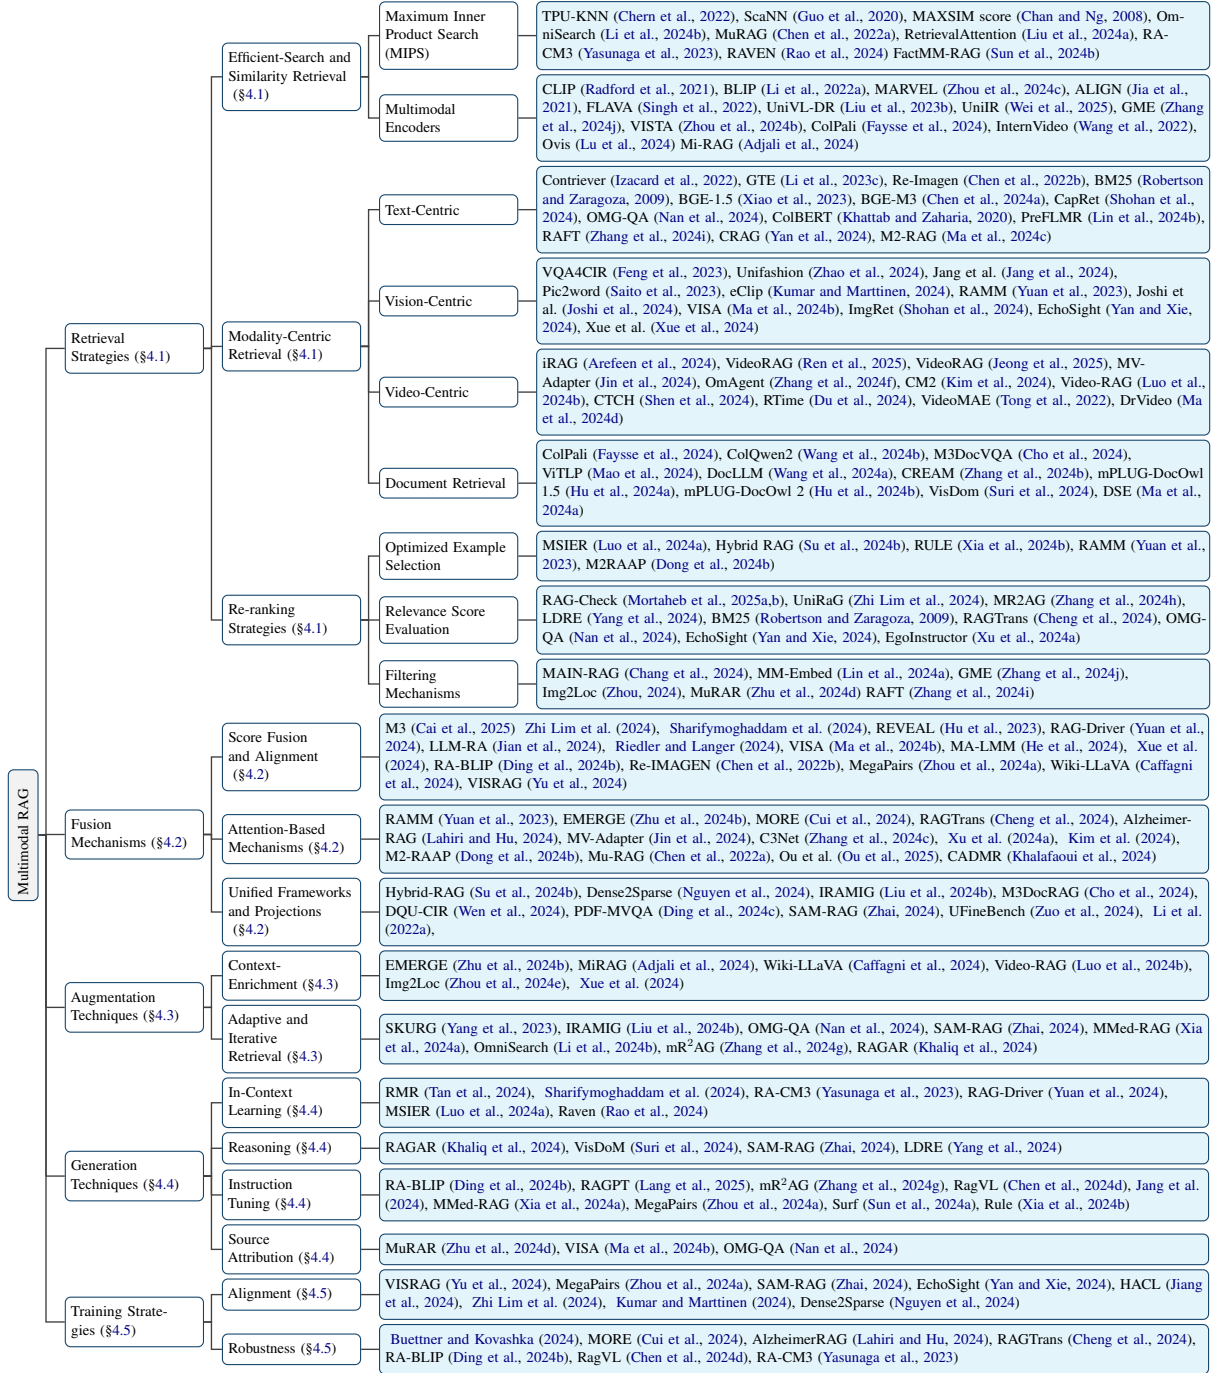 Multimodal RAG
Retrieval
Strategies (§4.1)
Efficient-Search and
Similarity Retrieval
(§4.1)
Maximum Inner
Product Search
(MIPS)
TPU-KNN (Chern et al., 2022), ScaNN (Guo et al., 2020), MAXSIM score (Chan and Ng, 2008), Om-
niSearch (Li et al., 2024b), MuRAG (Chen et al., 2022a), RetrievalAttention (Liu et al., 2024a), RA-
CM3 (Yasunaga et al., 2023), RAVEN (Rao et al., 2024) FactMM-RAG (Sun et al., 2024b)
Multimodal
Encoders
CLIP (Radford et al., 2021), BLIP (Li et al., 2022a), MARVEL (Zhou et al., 2024c), ALIGN (Jia et al.,
2021), FLAVA (Singh et al., 2022), UniVL-DR (Liu et al., 2023b), UniIR (Wei et al., 2025), GME (Zhang
et al., 2024j), VISTA (Zhou et al., 2024b), ColPali (Faysse et al., 2024), InternVideo (Wang et al., 2022),
Ovis (Lu et al., 2024) Mi-RAG (Adjali et al., 2024)
Modality-Centric
Retrieval (§4.1)
Text-Centric
Contriever (Izacard et al., 2022), GTE (Li et al., 2023c), Re-Imagen (Chen et al., 2022b), BM25 (Robertson
and Zaragoza, 2009), BGE-1.5 (Xiao et al., 2023), BGE-M3 (Chen et al., 2024a), CapRet (Shohan et al.,
2024), OMG-QA (Nan et al., 2024), ColBERT (Khattab and Zaharia, 2020), PreFLMR (Lin et al., 2024b),
RAFT (Zhang et al., 2024i), CRAG (Yan et al., 2024), M2-RAG (Ma et al., 2024c)
Vision-Centric
VQA4CIR (Feng et al., 2023), Unifashion (Zhao et al., 2024), Jang et al. (Jang et al., 2024),
Pic2word (Saito et al., 2023), eClip (Kumar and Marttinen, 2024), RAMM (Yuan et al., 2023), Joshi et
al. (Joshi et al., 2024), VISA (Ma et al., 2024b), ImgRet (Shohan et al., 2024), EchoSight (Yan and Xie,
2024), Xue et al. (Xue et al., 2024)
Video-Centric
iRAG (Arefeen et al., 2024), VideoRAG (Ren et al., 2025), VideoRAG (Jeong et al., 2025), MV-
Adapter (Jin et al., 2024), OmAgent (Zhang et al., 2024f), CM2 (Kim et al., 2024), Video-RAG (Luo et al.,
2024b), CTCH (Shen et al., 2024), RTime (Du et al., 2024), VideoMAE (Tong et al., 2022), DrVideo (Ma
et al., 2024d)
Document Retrieval
ColPali (Faysse et al., 2024), ColQwen2 (Wang et al., 2024b), M3DocVQA (Cho et al., 2024),
ViTLP (Mao et al., 2024), DocLLM (Wang et al., 2024a), CREAM (Zhang et al., 2024b), mPLUG-DocOwl
1.5 (Hu et al., 2024a), mPLUG-DocOwl 2 (Hu et al., 2024b), VisDom (Suri et al., 2024), DSE (Ma et al.,
2024a)
Re-ranking
Strategies (§4.1)
Optimized Example
Selection
MSIER (Luo et al., 2024a), Hybrid RAG (Su et al., 2024b), RULE (Xia et al., 2024b), RAMM (Yuan et al.,
2023), M2RAAP (Dong et al., 2024b)
Relevance Score
Evaluation
RAG-Check (Mortaheb et al., 2025a,b), UniRaG (Zhi Lim et al., 2024), MR2AG (Zhang et al., 2024h),
LDRE (Yang et al., 2024), BM25 (Robertson and Zaragoza, 2009), RAGTrans (Cheng et al., 2024), OMG-
QA (Nan et al., 2024), EchoSight (Yan and Xie, 2024), EgoInstructor (Xu et al., 2024a)
Filtering
Mechanisms
MAIN-RAG (Chang et al., 2024), MM-Embed (Lin et al., 2024a), GME (Zhang et al., 2024j),
Img2Loc (Zhou, 2024), MuRAR (Zhu et al., 2024d) RAFT (Zhang et al., 2024i)
Fusion
Mechanisms (§4.2)
Score Fusion
and Alignment
(§4.2)
M3 (Cai et al., 2025) Zhi Lim et al. (2024), Sharifymoghaddam et al. (2024), REVEAL (Hu et al., 2023), RAG-Driver (Yuan et al.,
2024), LLM-RA (Jian et al., 2024), Riedler and Langer (2024), VISA (Ma et al., 2024b), MA-LMM (He et al., 2024), Xue et al.
(2024), RA-BLIP (Ding et al., 2024b), Re-IMAGEN (Chen et al., 2022b), MegaPairs (Zhou et al., 2024a), Wiki-LLaVA (Caffagni
et al., 2024), VISRAG (Yu et al., 2024)
Attention-Based
Mechanisms (§4.2)
RAMM (Yuan et al., 2023), EMERGE (Zhu et al., 2024b), MORE (Cui et al., 2024), RAGTrans (Cheng et al., 2024), Alzheimer-
RAG (Lahiri and Hu, 2024), MV-Adapter (Jin et al., 2024), C3Net (Zhang et al., 2024c), Xu et al. (2024a), Kim et al. (2024),
M2-RAAP (Dong et al., 2024b), Mu-RAG (Chen et al., 2022a), Ou et al. (Ou et al., 2025), CADMR (Khalafaoui et al., 2024)
Unified Frameworks
and Projections
(§4.2)
Hybrid-RAG (Su et al., 2024b), Dense2Sparse (Nguyen et al., 2024), IRAMIG (Liu et al., 2024b), M3DocRAG (Cho et al., 2024),
DQU-CIR (Wen et al., 2024), PDF-MVQA (Ding et al., 2024c), SAM-RAG (Zhai, 2024), UFineBench (Zuo et al., 2024), Li et al.
(2022a),
Augmentation
Techniques (§4.3)
Context-
Enrichment (§4.3)
EMERGE (Zhu et al., 2024b), MiRAG (Adjali et al., 2024), Wiki-LLaVA (Caffagni et al., 2024), Video-RAG (Luo et al., 2024b),
Img2Loc (Zhou et al., 2024e), Xue et al. (2024)
Adaptive and
Iterative
Retrieval (§4.3)
SKURG (Yang et al., 2023), IRAMIG (Liu et al., 2024b), OMG-QA (Nan et al., 2024), SAM-RAG (Zhai, 2024), MMed-RAG (Xia
et al., 2024a), OmniSearch (Li et al., 2024b), mR²AG (Zhang et al., 2024g), RAGAR (Khaliq et al., 2024)
Generation
Techniques (§4.4)
In-Context
Learning (§4.4)
RMR (Tan et al., 2024), Sharifymoghaddam et al. (2024), RA-CM3 (Yasunaga et al., 2023), RAG-Driver (Yuan et al., 2024),
MSIER (Luo et al., 2024a), Raven (Rao et al., 2024)
Reasoning (§4.4)
RAGAR (Khaliq et al., 2024), VisDoM (Suri et al., 2024), SAM-RAG (Zhai, 2024), LDRE (Yang et al., 2024)
Instruction
Tuning (§4.4)
RA-BLIP (Ding et al., 2024b), RAGPT (Lang et al., 2025), mR²AG (Zhang et al., 2024g), RagVL (Chen et al., 2024d), Jang et al.
(2024), MMed-RAG (Xia et al., 2024a), MegaPairs (Zhou et al., 2024a), Surf (Sun et al., 2024a), Rule (Xia et al., 2024b)
Source
Attribution (§4.4)
MuRAR (Zhu et al., 2024d), VISA (Ma et al., 2024b), OMG-QA (Nan et al., 2024)
Training Strate-
gies (§4.5)
Alignment (§4.5)
VISRAG (Yu et al., 2024), MegaPairs (Zhou et al., 2024a), SAM-RAG (Zhai, 2024), EchoSight (Yan and Xie, 2024), HACL (Jiang
et al., 2024), Zhi Lim et al. (2024), Kumar and Marttinen (2024), Dense2Sparse (Nguyen et al., 2024)
Robustness (§4.5)
Buettner and Kovashka (2024), MORE (Cui et al., 2024), AlzheimerRAG (Lahiri and Hu, 2024), RAGTrans (Cheng et al., 2024),
RA-BLIP (Ding et al., 2024b), RagVL (Chen et al., 2024d), RA-CM3 (Yasunaga et al., 2023)